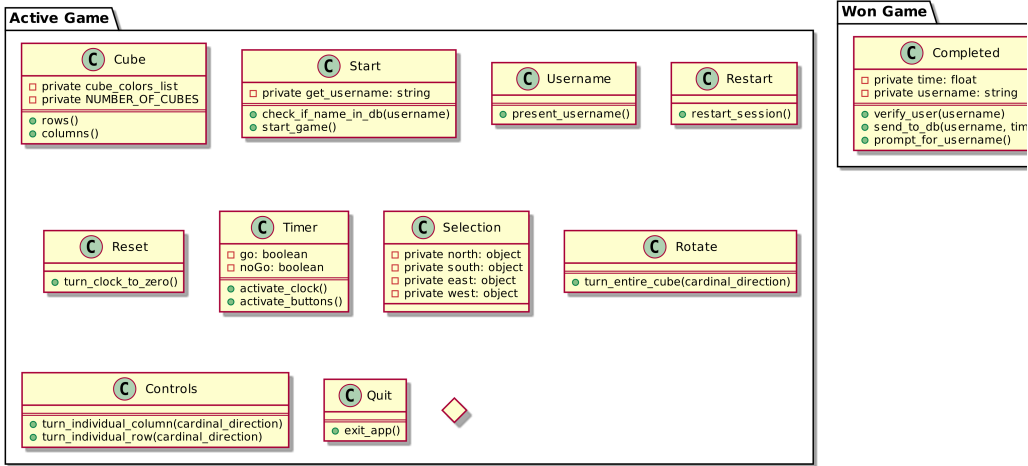 Active Game
C Cube
private cube_colors_list
private NUMBER_OF_CUBES
rows()
columns()
C Start
private get_username: string
check_if_name_in_db(username)
start_game()
C Username
present_username()
C Restart
restart_session()
C Reset
turn_clock_to_zero()
C Timer
go: boolean
noGo: boolean
activate_clock()
activate_buttons()
C Selection
private north: object
private south: object
private east: object
private west: object
C Rotate
turn_entire_cube(cardinal_direction)
C Controls
turn_individual_column(cardinal_direction)
turn_individual_row(cardinal_direction)
C Quit
exit_app()
Won Game
C Completed
private time: float
private username: string
verify_user(username)
send_to_db(username, tim
prompt_for_username()